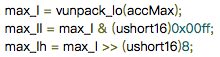 max_l = vunpack_lo(accMax);
max_ll = max_l & (ushort16)0x00ff;
max_lh = max_l >> (ushort16)8;